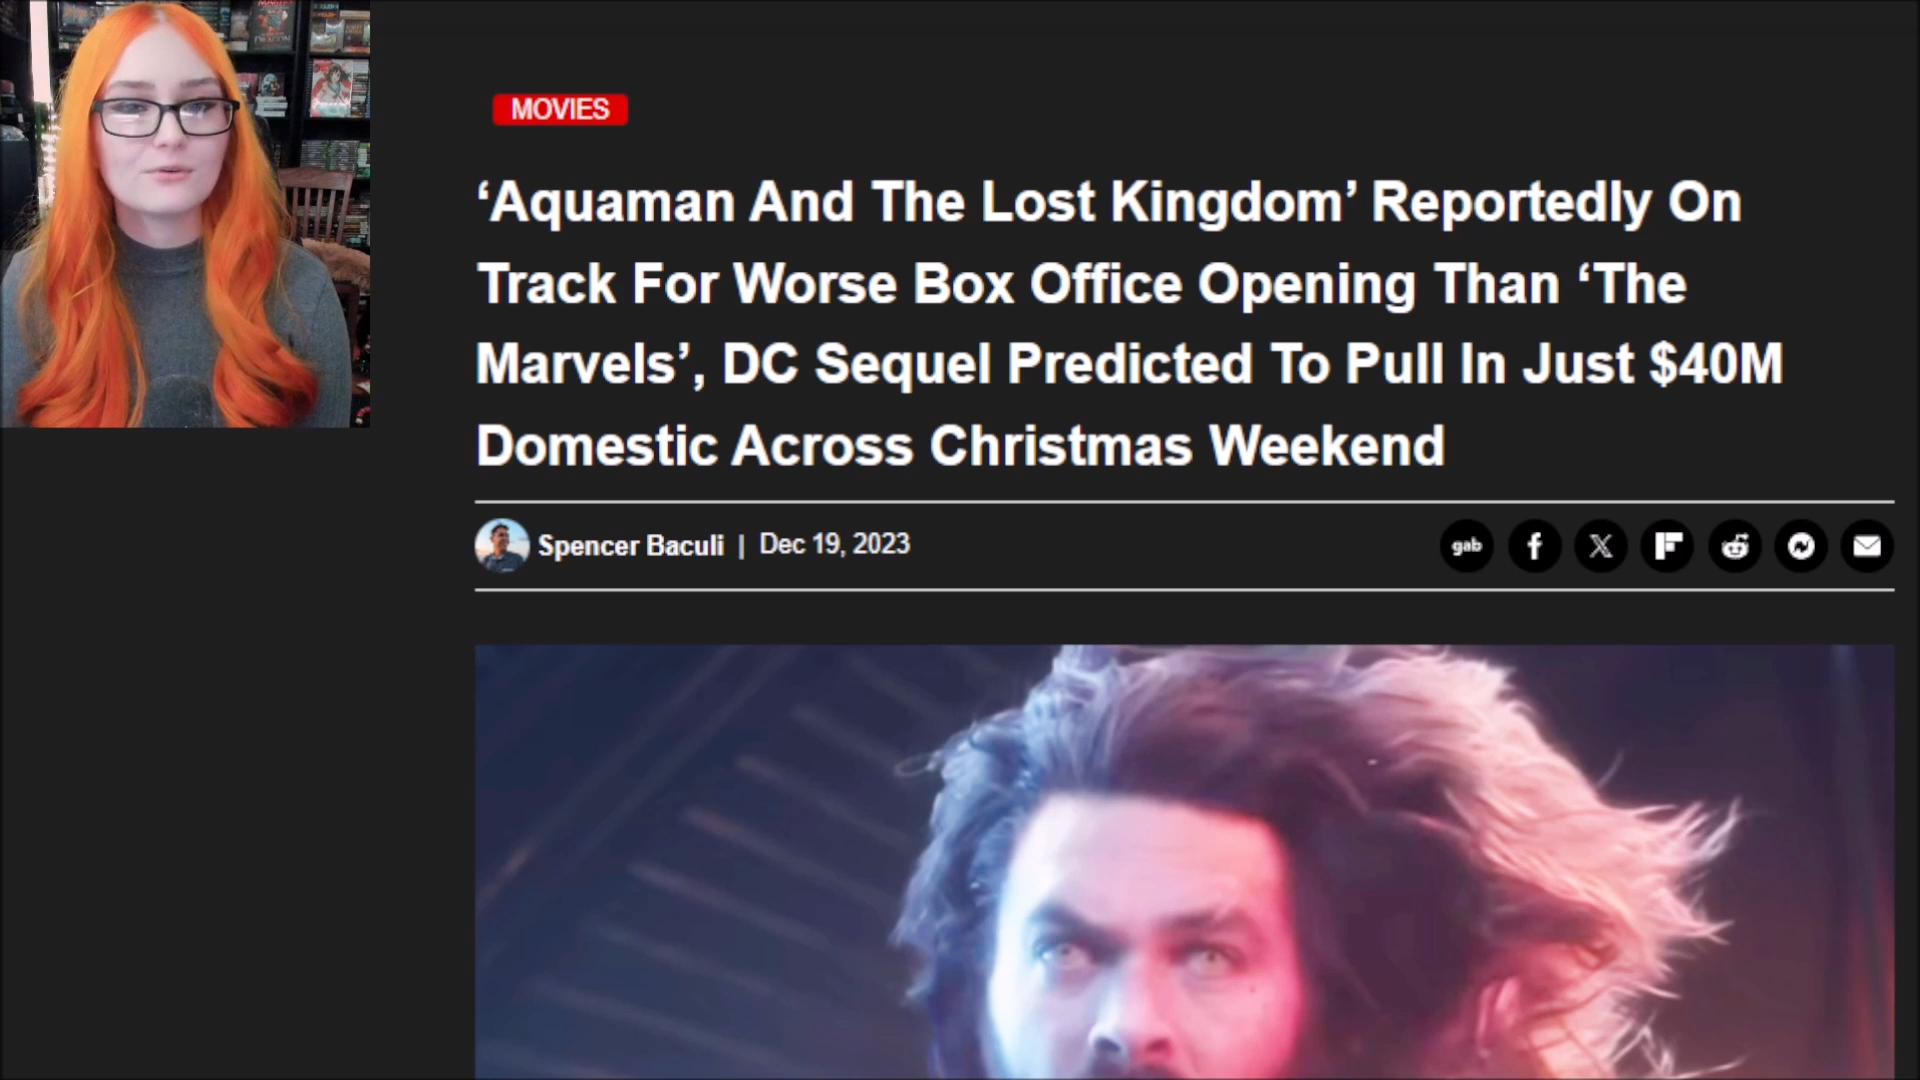 MOVIES
‘Aquaman And The Lost Kingdom’ Reportedly On
Track For Worse Box Office Opening Than ‘The
Marvels’, DC Sequel Predicted To Pull In Just $40M
Domestic Across Christmas Weekend
Spencer Baculi | Dec 19, 2023
gab